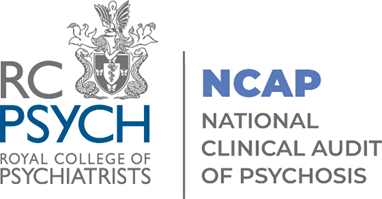 RC
PSYCH
ROYAL COLLEGE OF
PSYCHIATRISTS
NCAP
NATIONAL
CLINICAL AUDIT
OF PSYCHOSIS